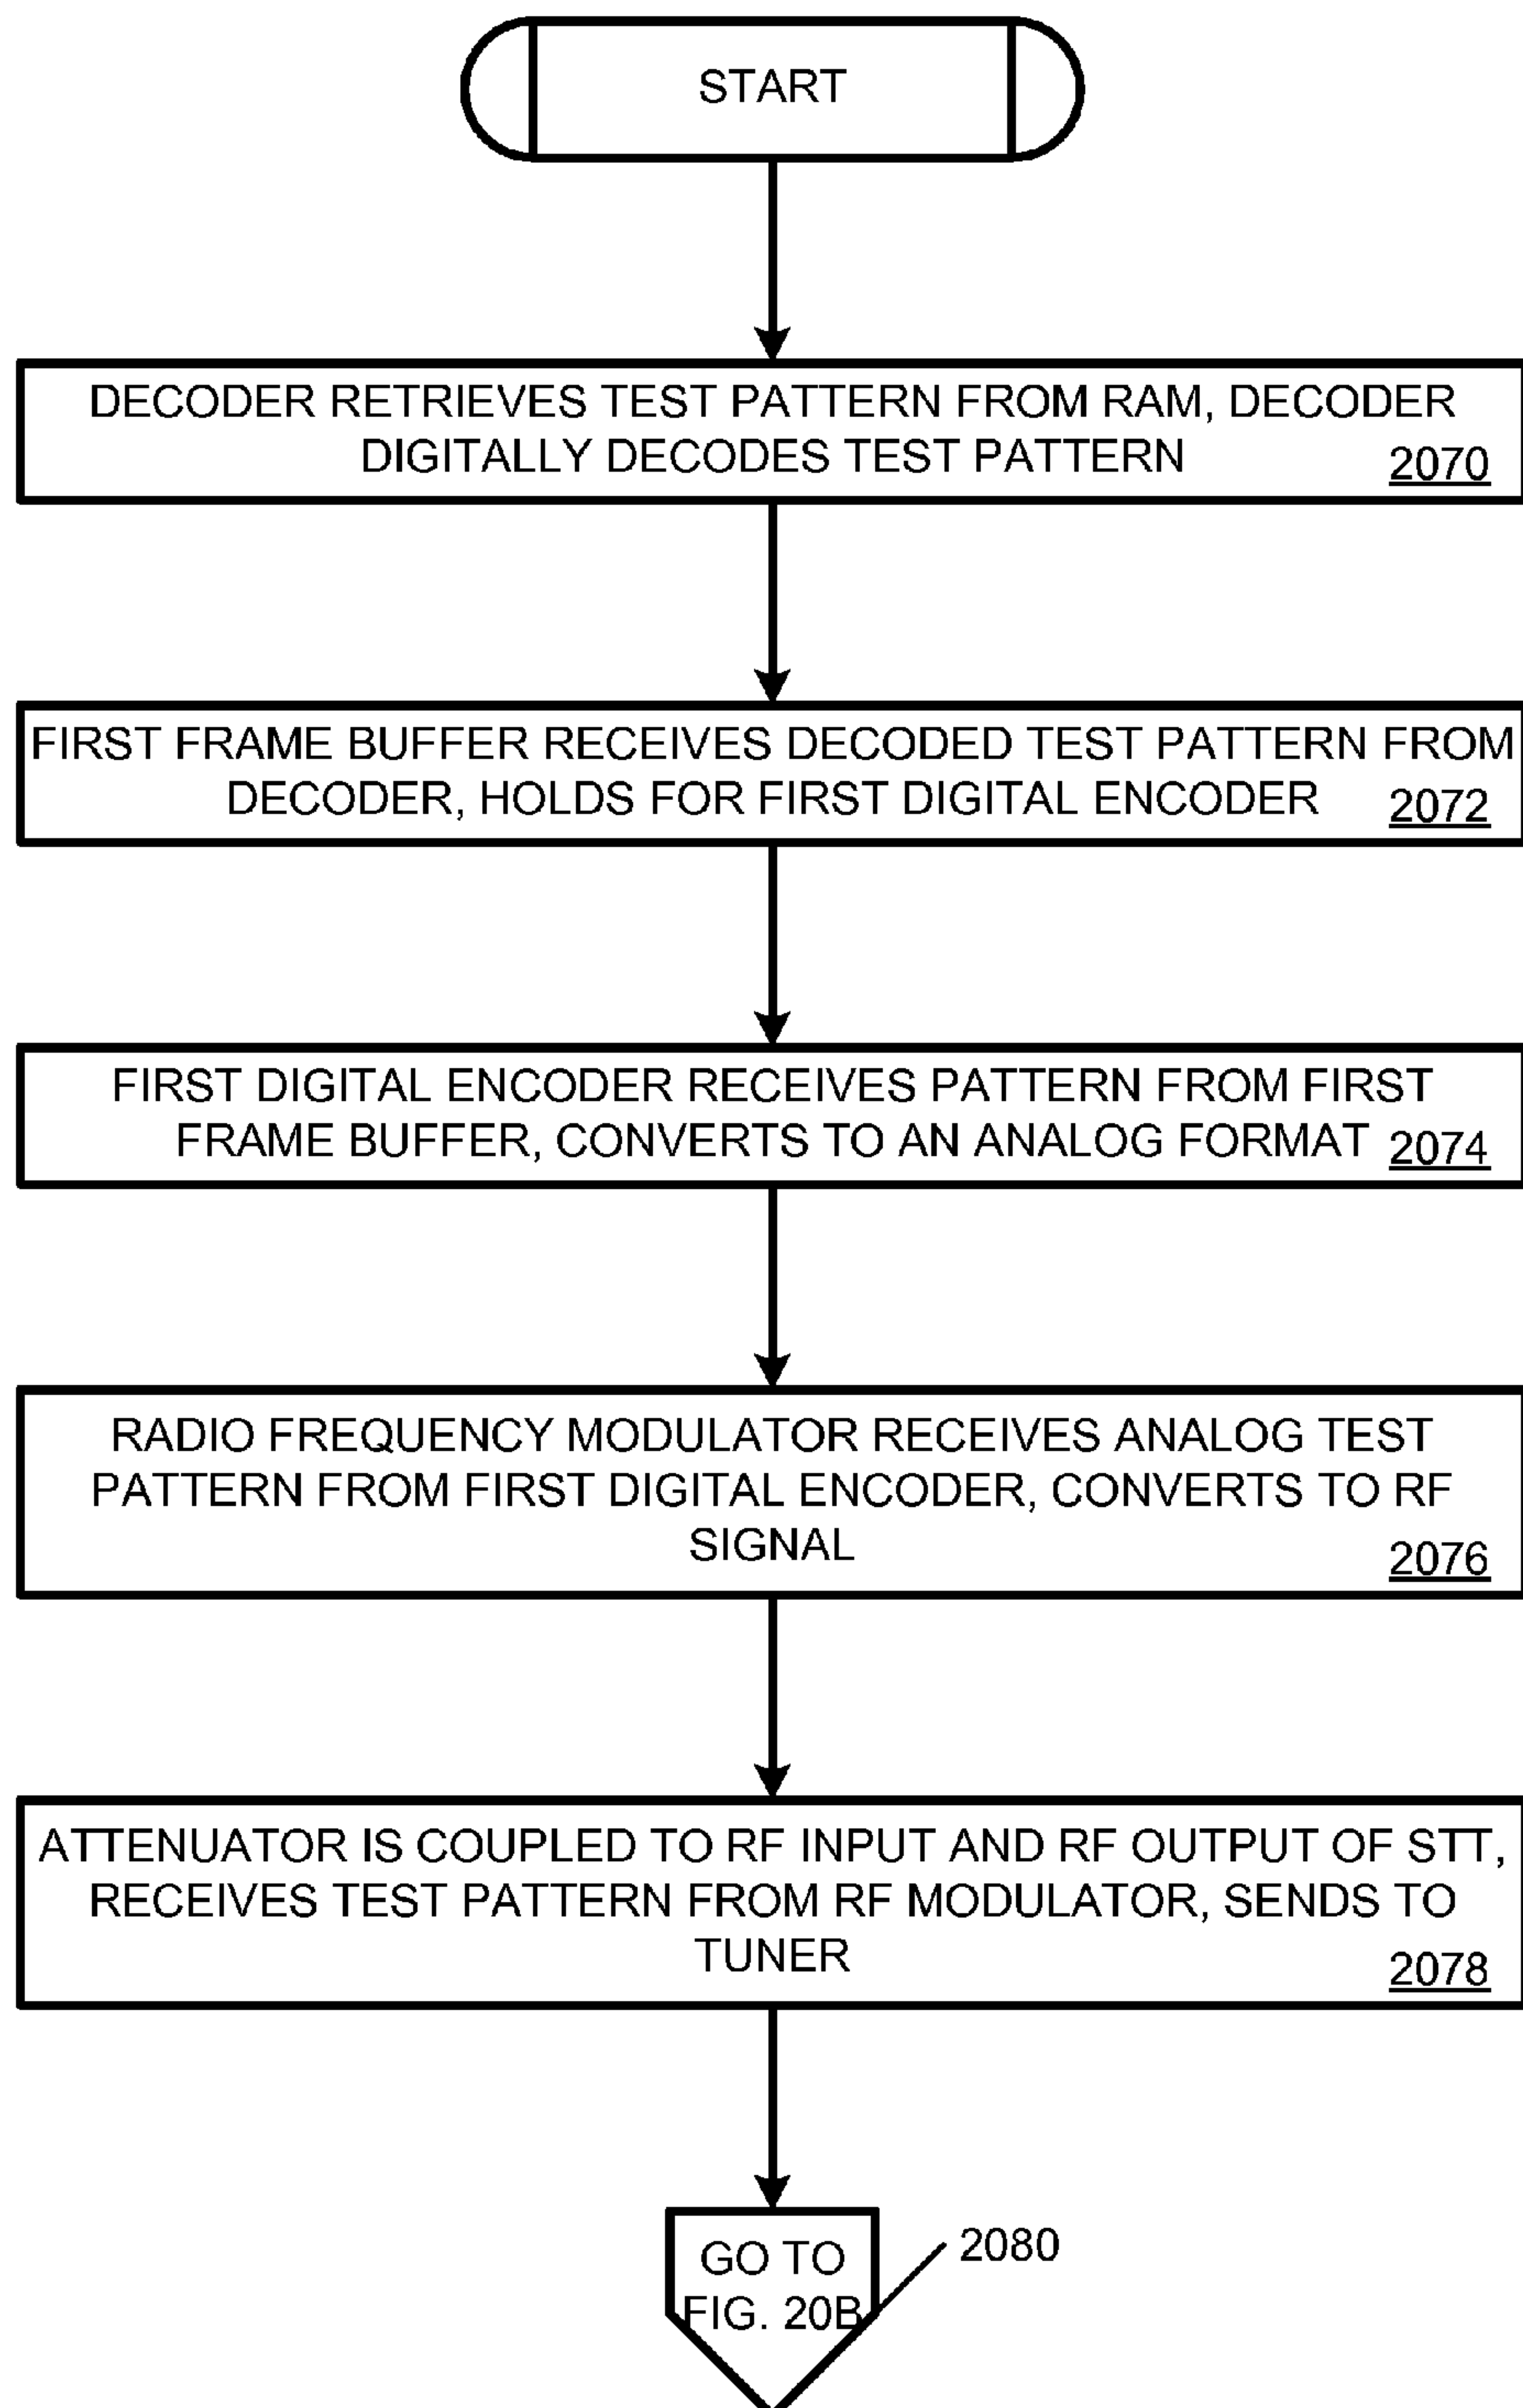 START
DECODER RETRIEVES TEST PATTERN FROM RAM, DECODER
DIGITALLY DECODES TEST PATTERN
2070
FIRST FRAME BUFFER RECEIVES DECODED TEST PATTERN FROM
DECODER, HOLDS FOR FIRST DIGITAL ENCODER
2072
FIRST DIGITAL ENCODER RECEIVES PATTERN FROM FIRST
FRAME BUFFER, CONVERTS TO AN ANALOG FORMAT
2074
RADIO FREQUENCY MODULATOR RECEIVES ANALOG TEST
PATTERN FROM FIRST DIGITAL ENCODER, CONVERTS TO RF
SIGNAL
2076
ATTENUATOR IS COUPLED TO RF INPUT AND RF OUTPUT OF STT,
RECEIVES TEST PATTERN FROM RF MODULATOR, SENDS TO
TUNER
2078
GO TO
FIG. 20B
2080